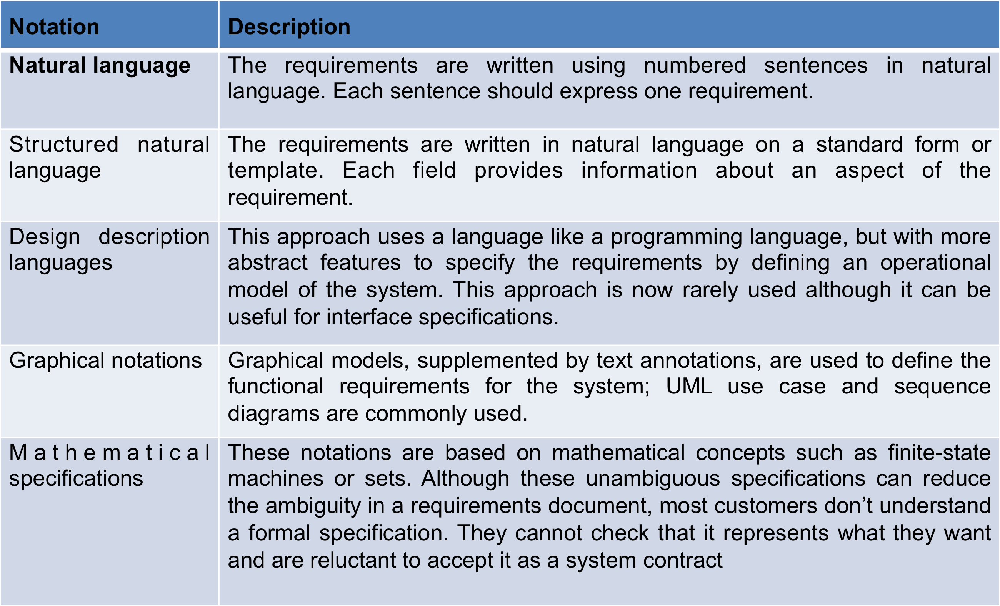 Notation
Description
Natural language
The requirements are written using numbered sentences in natural
language. Each sentence should express one requirement.
Structured natural
language
The requirements are written in natural language on a standard form or
template. Each field provides information about an aspect of the
requirement.
Design description
languages
This approach uses a language like a programming language, but with more
abstract features to specify the requirements by defining an operational
model of the system. This approach is now rarely used although it can be
useful for interface specifications.
Graphical notations
Graphical models, supplemented by text annotations, are used to define the
functional requirements for the system; UML use case and sequence
diagrams are commonly used.
Mathematical
specifications
These notations are based on mathematical concepts such as finite-state
machines or sets. Although these unambiguous specifications can reduce
the ambiguity in a requirements document, most customers don’t understand
a formal specification. They cannot check that it represents what they want
and are reluctant to accept it as a system contract